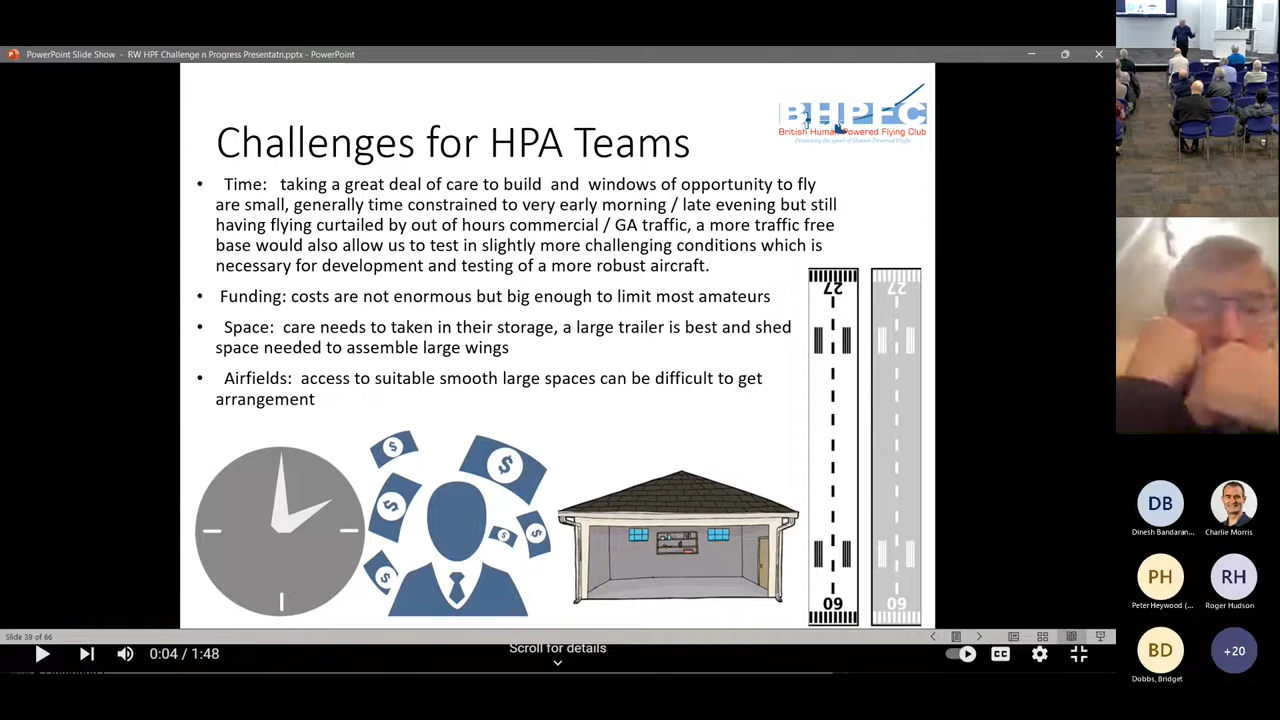 PowerPoint Slide Show - RW HPF Challenge n Progress Presentatn.pptx - PowerPoint
BHPFC
British Human Powered Flying Club
Promoting the sport of Human Powered Flight
Challenges for HPA Teams
• Time: taking a great deal of care to build and windows of opportunity to fly
are small, generally time constrained to very early morning / late evening but still
having flying curtailed by out of hours commercial / GA traffic, a more traffic free
base would also allow us to test in slightly more challenging conditions which is
necessary for development and testing of a more robust aircraft.
• Funding: costs are not enormous but big enough to limit most amateurs
• Space: care needs to taken in their storage, a large trailer is best and shed
space needed to assemble large wings
• Airfields: access to suitable smooth large spaces can be difficult to get
arrangement
27
27
$
$
$
$
$
$
09
09
Slide 39 of 66
0:04 / 1:48
Scroll for details
CC
DB
Dinesh Bandaran...
Charlie Morris
PH
Peter Heywood (...
RH
Roger Hudson
BD
Dobbs, Bridget
+20